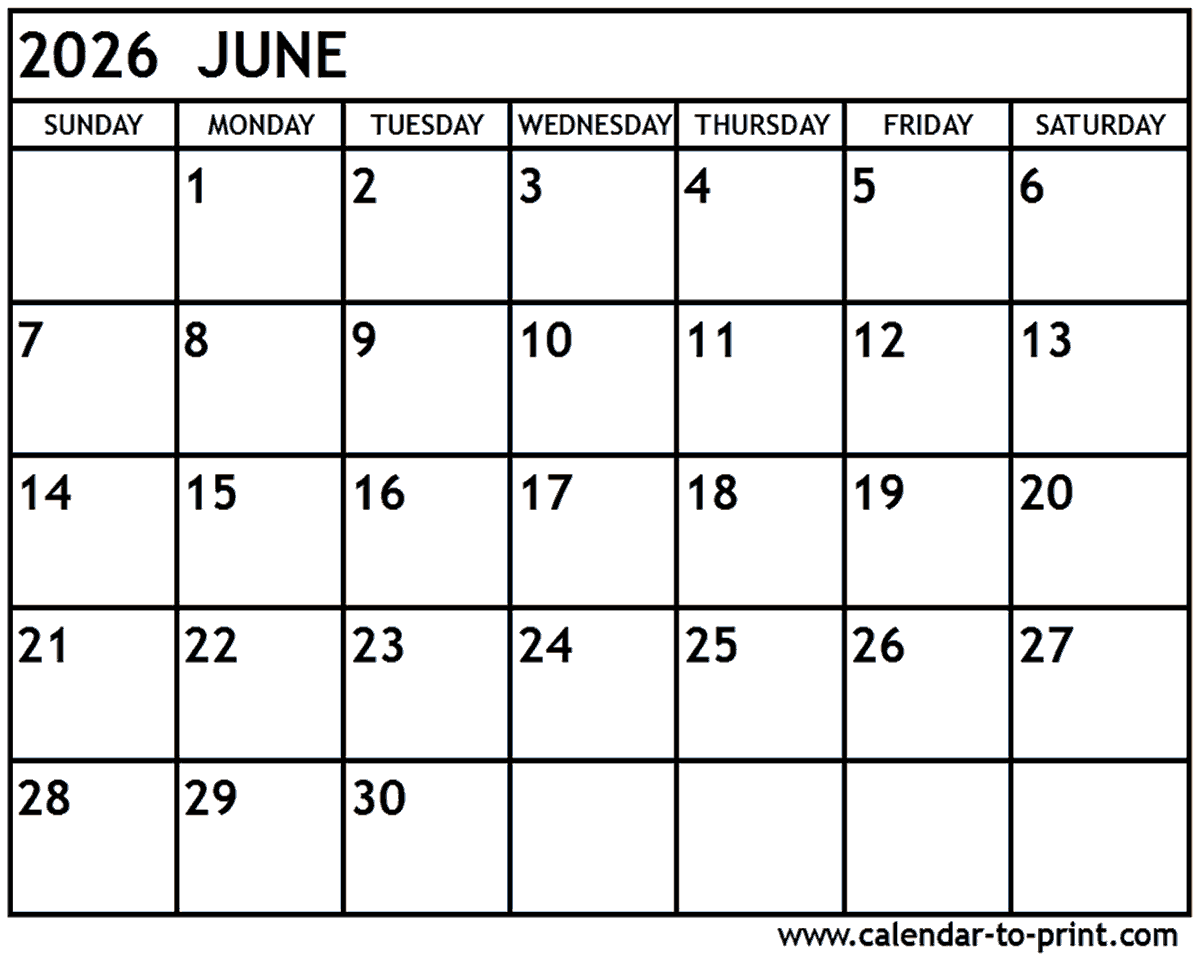 2026 JUNE
SUNDAY MONDAY TUESDAY WEDNESDAY THURSDAY FRIDAY SATURDAY
1 2 3 4 5 6
7 8 9 10 11 12 13
14 15 16 17 18 19 20
21 22 23 24 25 26 27
28 29 30
www.calendar-to-print.com